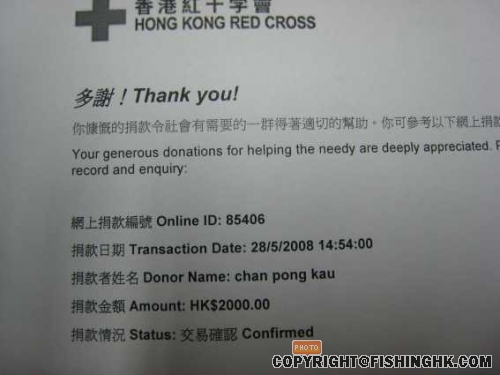 香港紅十字會
HONG KONG RED CROSS
多謝！Thank you!
你慷慨的捐款令社會有需要的一群得著適切的幫助。你可參考以下網上捐款
Your generous donations for helping the needy are deeply appreciated.
record and enquiry:
網上捐款編號 Online ID: 85406
捐款日期 Transaction Date: 28/5/2008 14:54:00
捐款者姓名 Donor Name: chan pong kau
捐款金額 Amount: HK$2000.00
捐款情況 Status: 交易確認 Confirmed
PHOTO
COPYRIGHT@FISHINGHK.COM